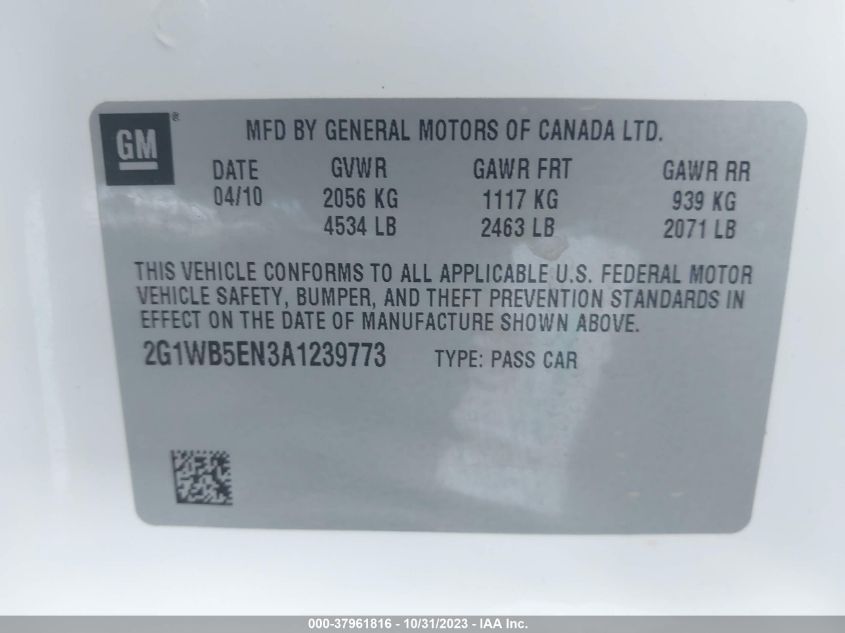 GM ®
MFD BY GENERAL MOTORS OF CANADA LTD.
DATE GVWR GAWR FRT GAWR RR
04/10 2056 KG 1117 KG 939 KG
4534 LB 2463 LB 2071 LB
THIS VEHICLE CONFORMS TO ALL APPLICABLE U.S. FEDERAL MOTOR
VEHICLE SAFETY, BUMPER, AND THEFT PREVENTION STANDARDS IN
EFFECT ON THE DATE OF MANUFACTURE SHOWN ABOVE.
2G1WB5EN3A1239773 TYPE: PASS CAR
000-37961816 - 10/31/2023 - IAA Inc.